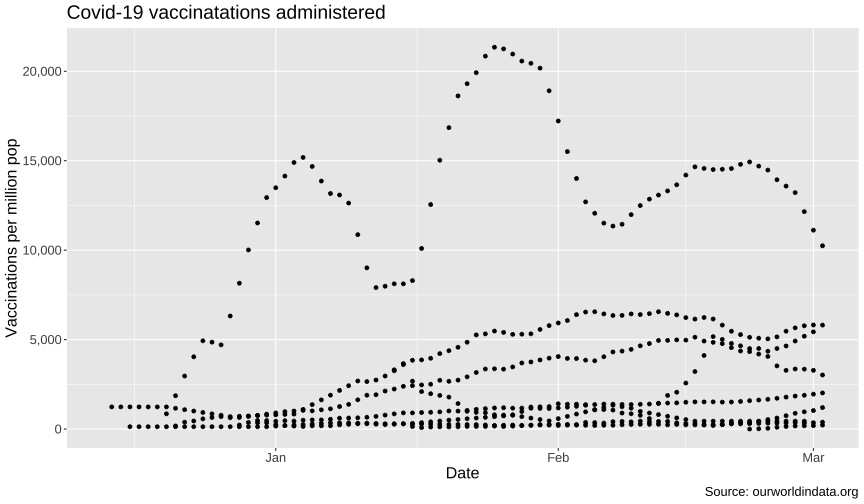 Covid-19 vaccinatations administered
Vaccinations per million pop
20,000
15,000
10,000
5,000
0
Jan
Feb
Mar
Date
Source: ourworldindata.org